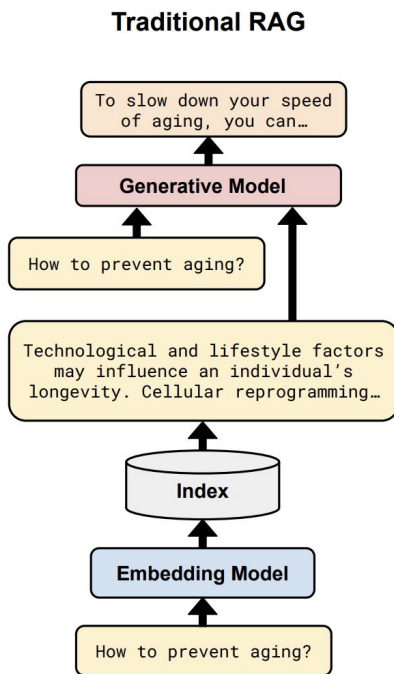 Traditional RAG
To slow down your speed
of aging, you can…
Generative Model
How to prevent aging?
Technological and lifestyle factors
may influence an individual’s
longevity. Cellular reprogramming…
Index
Embedding Model
How to prevent aging?